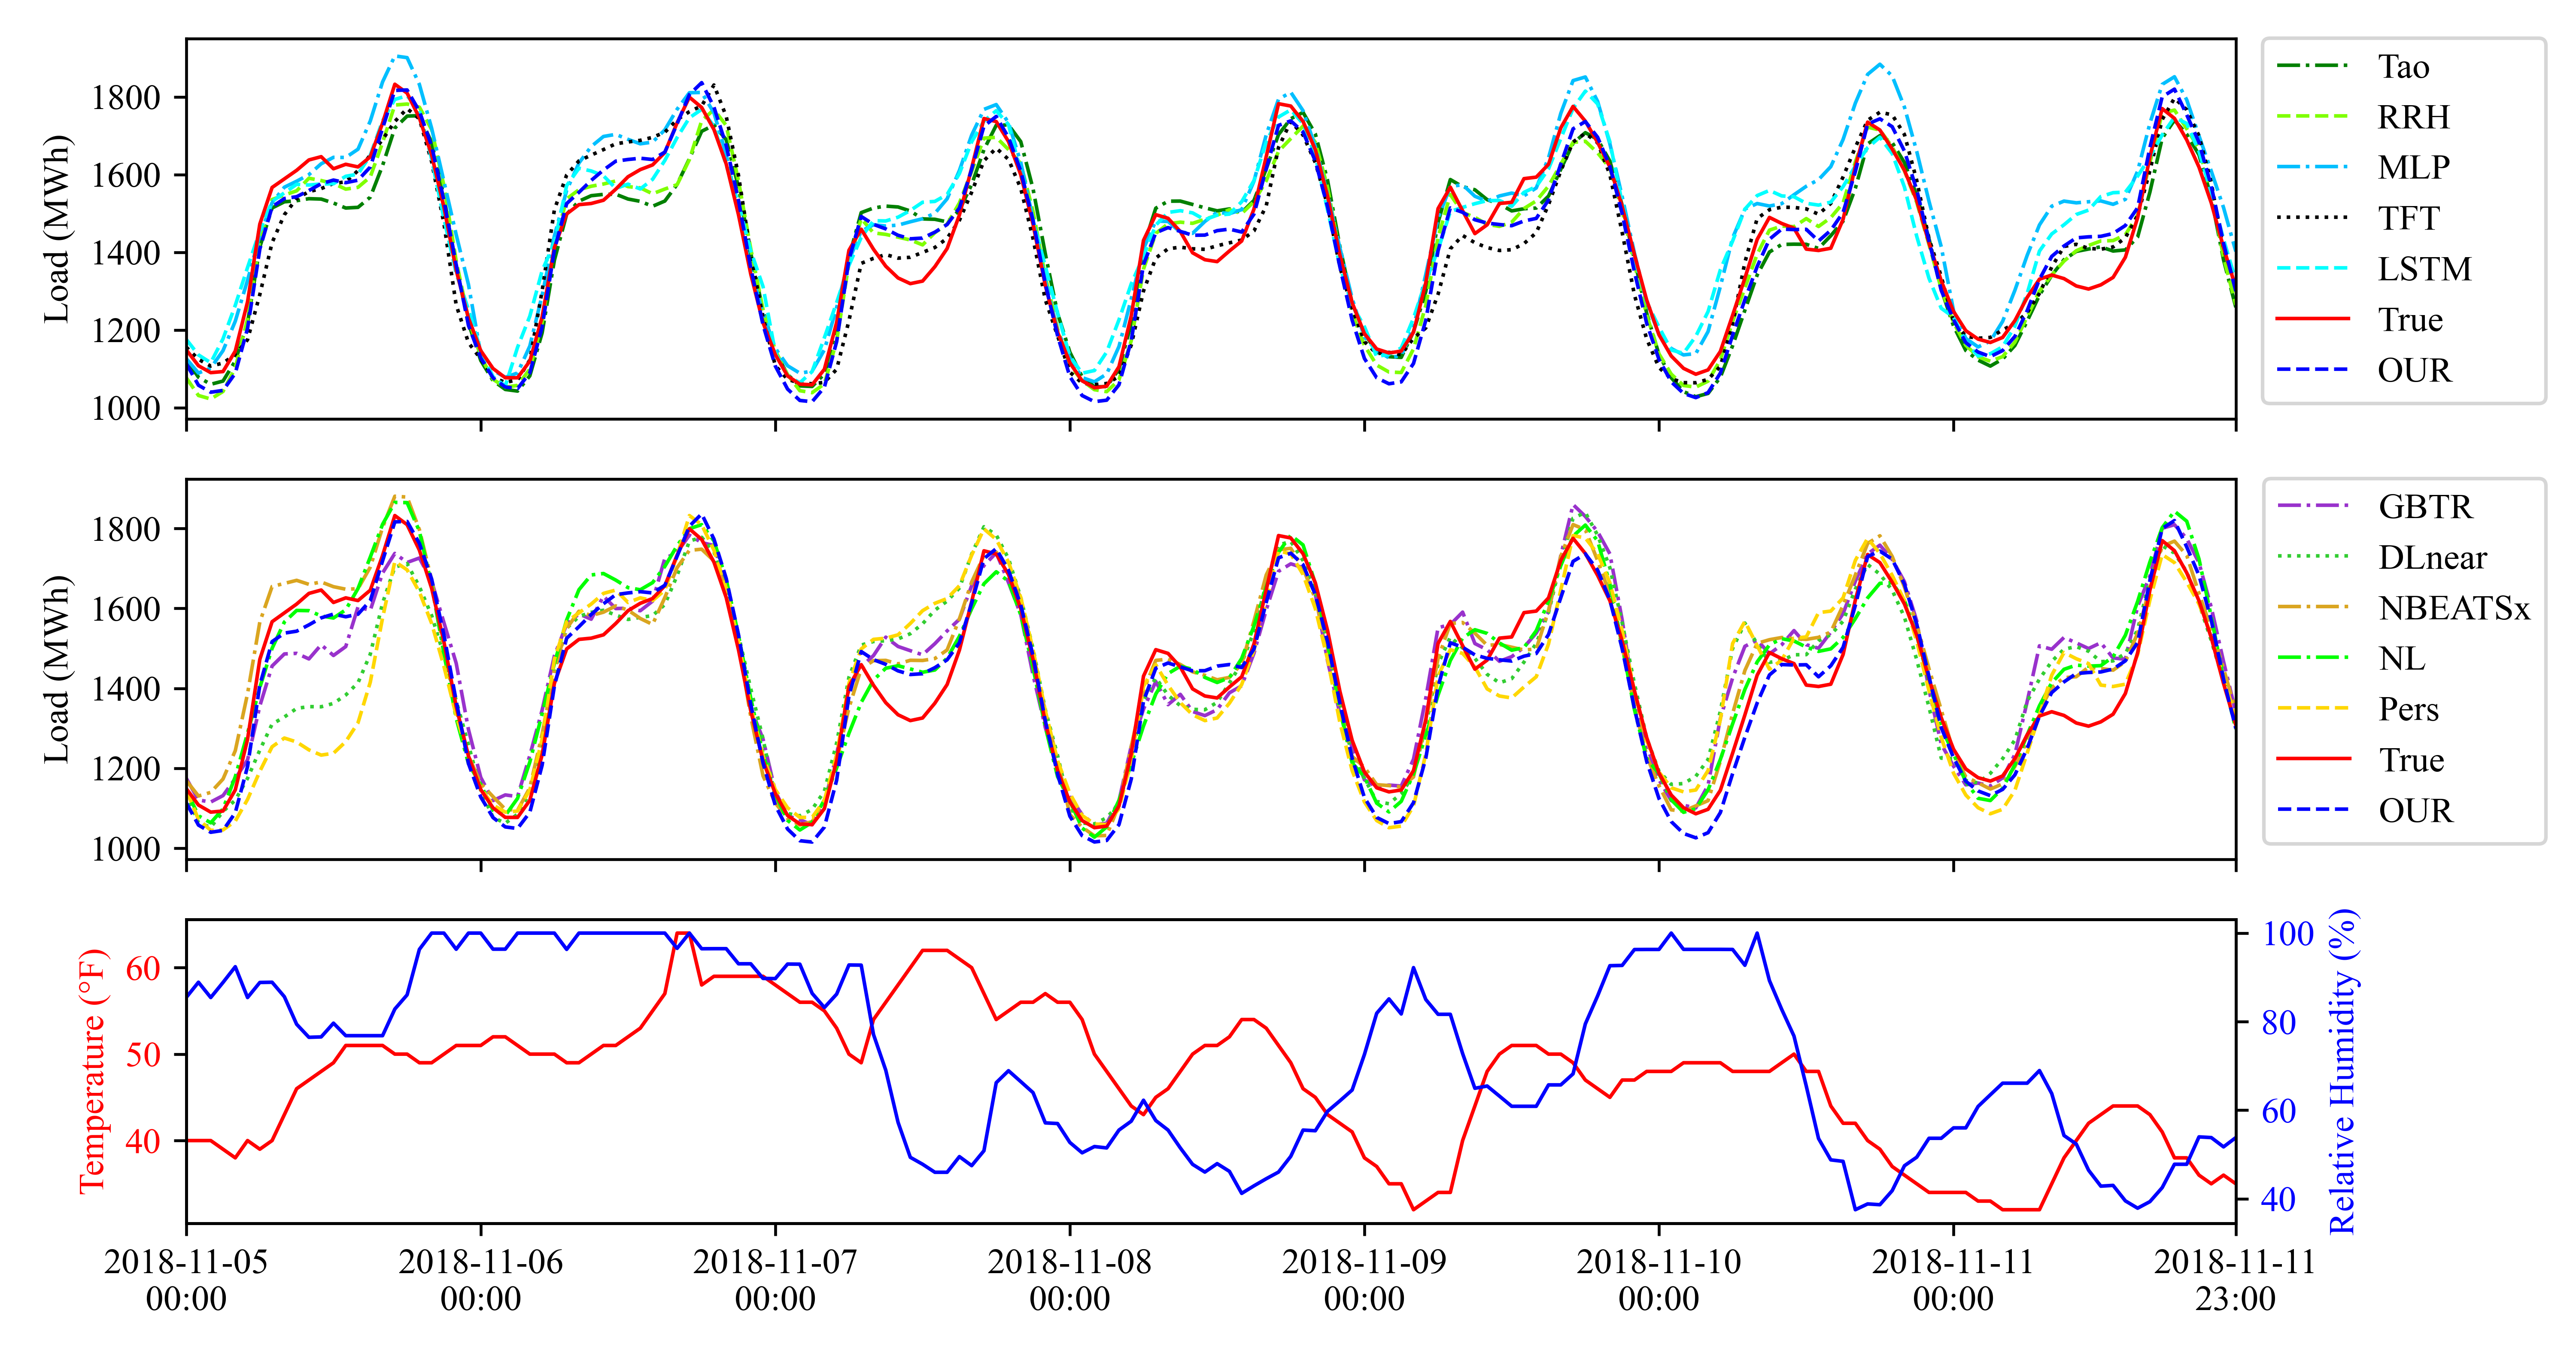 Load (MWh)
1800
1600
1400
1200
1000
Tao
RRH
MLP
TFT
LSTM
True
OUR
Load (MWh)
1800
1600
1400
1200
1000
GBTR
DLnear
NBEATSx
NL
Pers
True
OUR
Temperature (°F)
60
50
40
100
80
60
40
Relative Humidity (%)
2018-11-05 2018-11-06 2018-11-07 2018-11-08 2018-11-09 2018-11-10 2018-11-11 2018-11-11
00:00 00:00 00:00 00:00 00:00 00:00 00:00 23:00